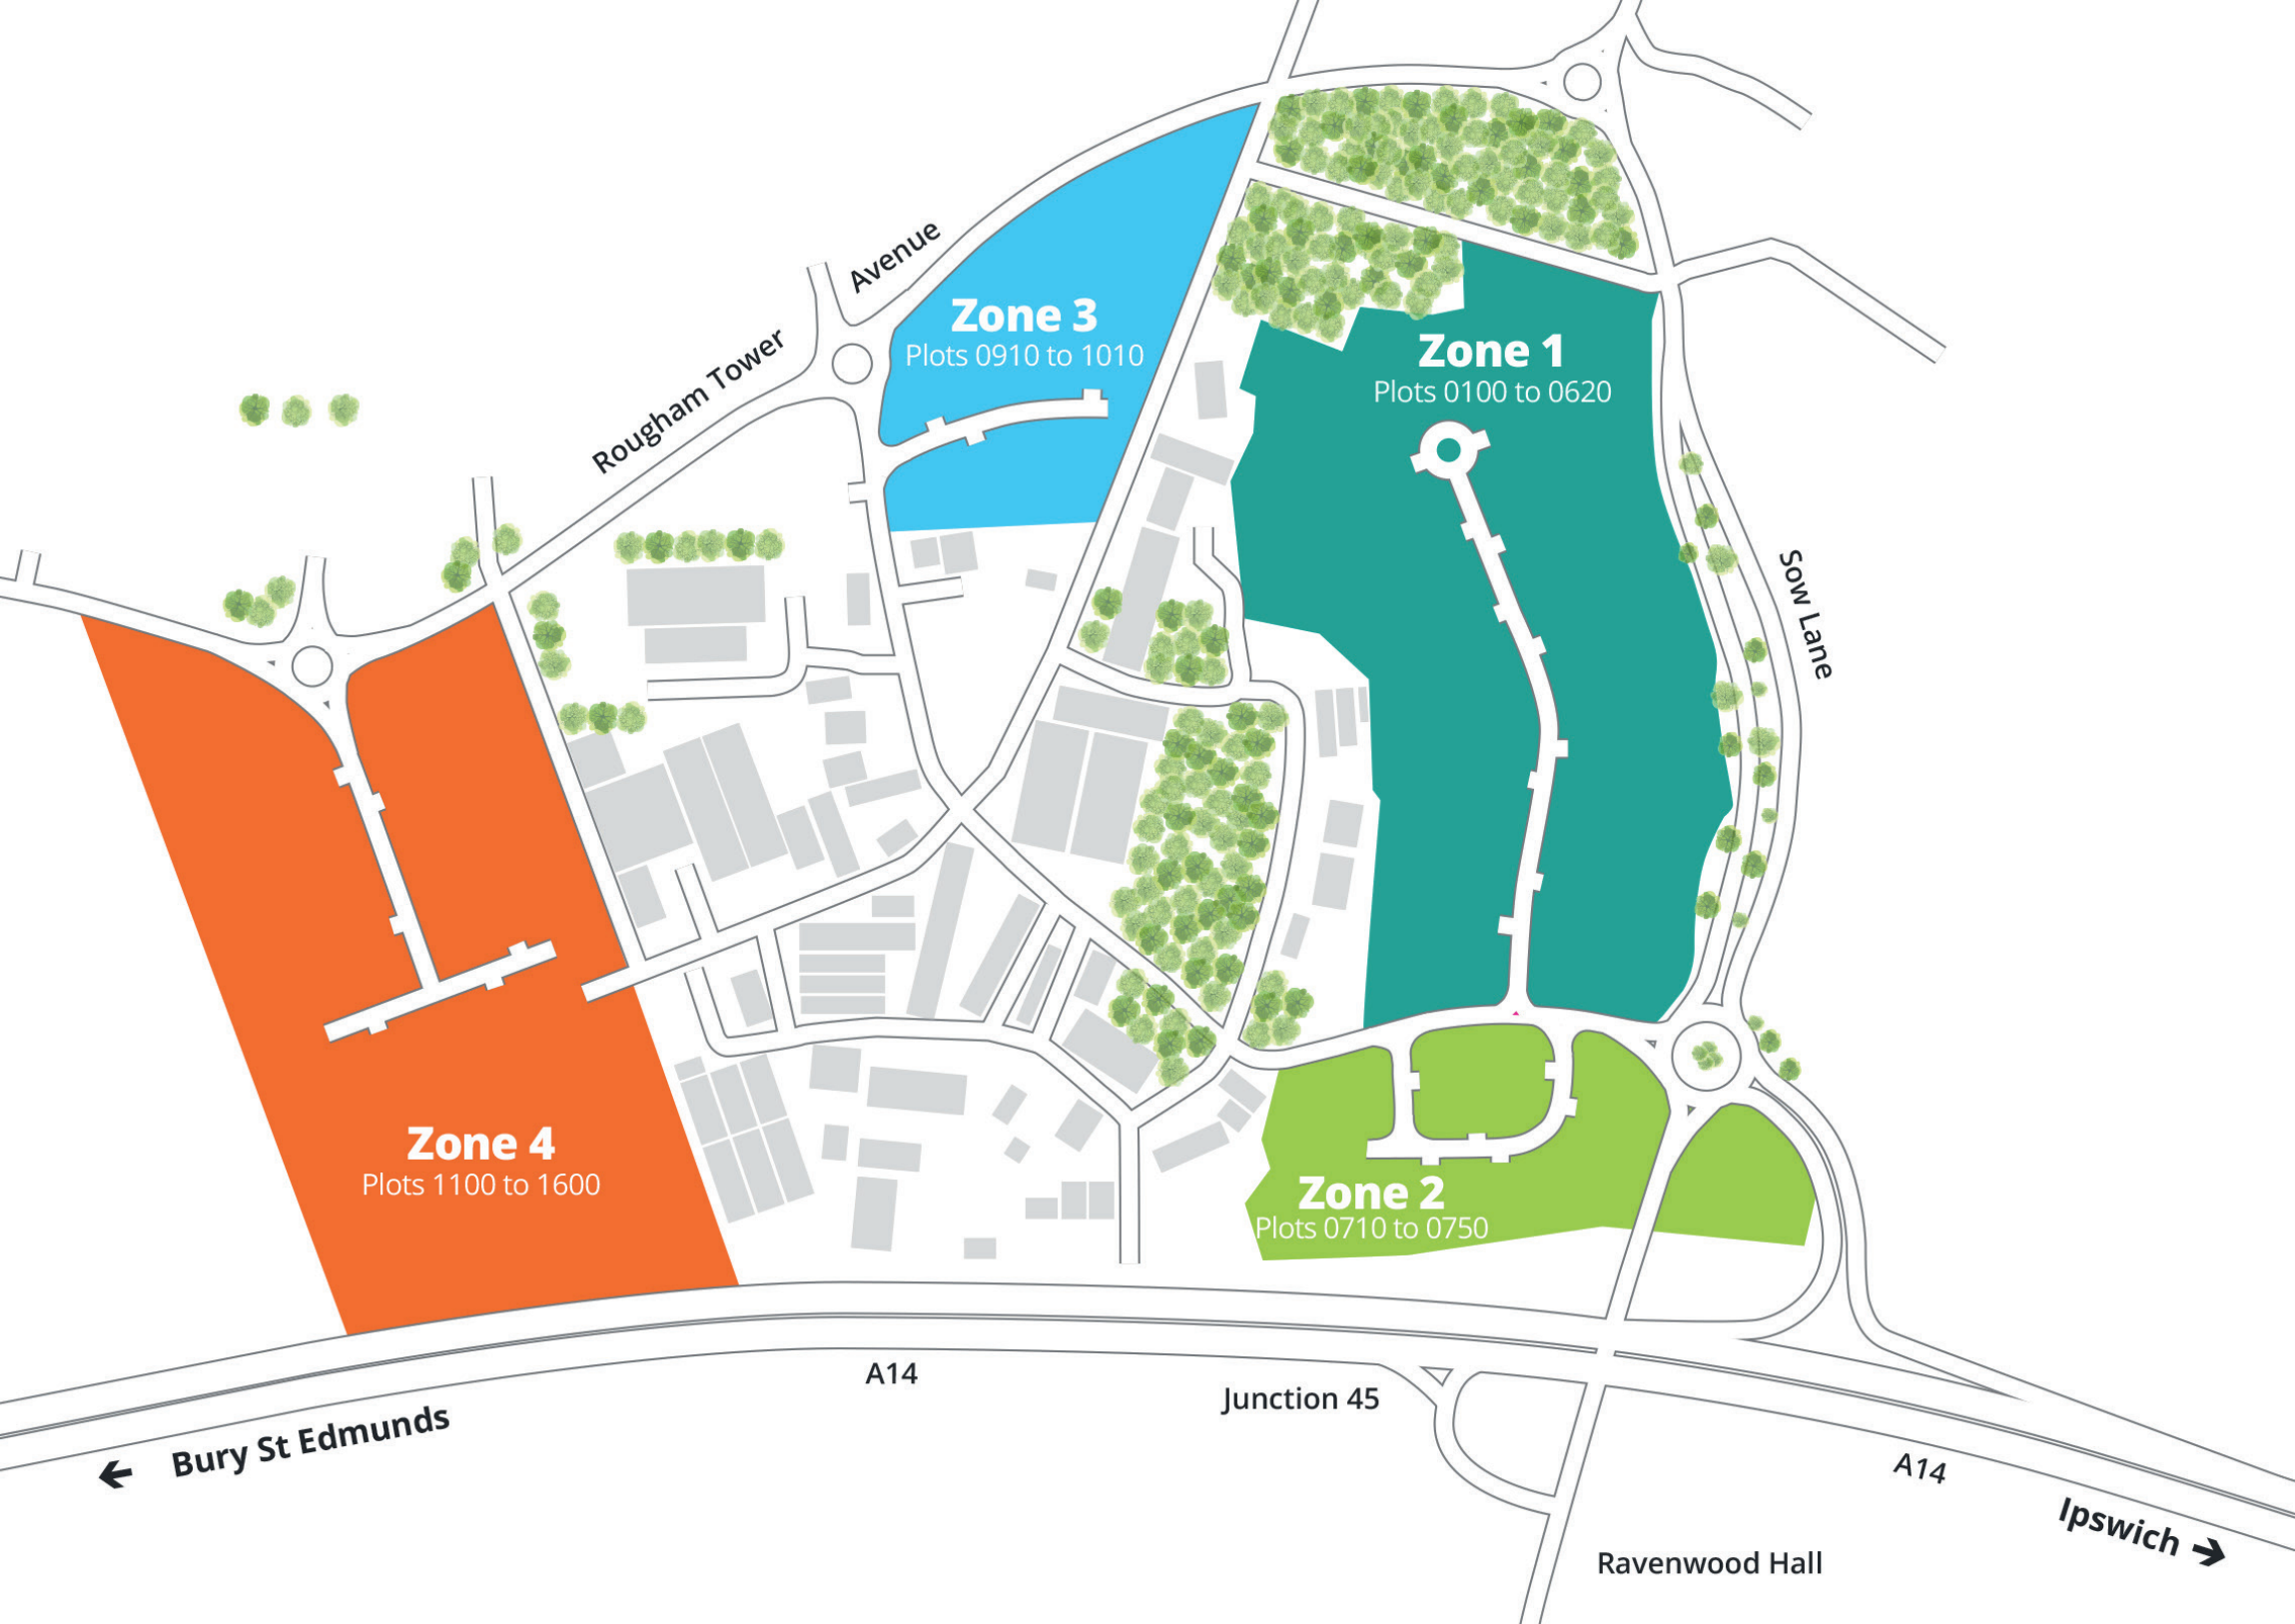 Avenue
Rougham Tower
Zone 3
Plots 0910 to 1010
Zone 1
Plots 0100 to 0620
Sow Lane
Zone 4
Plots 1100 to 1600
Zone 2
Plots 0710 to 0750
A14
Junction 45
Bury St Edmunds
A14
Ipswich
Ravenwood Hall